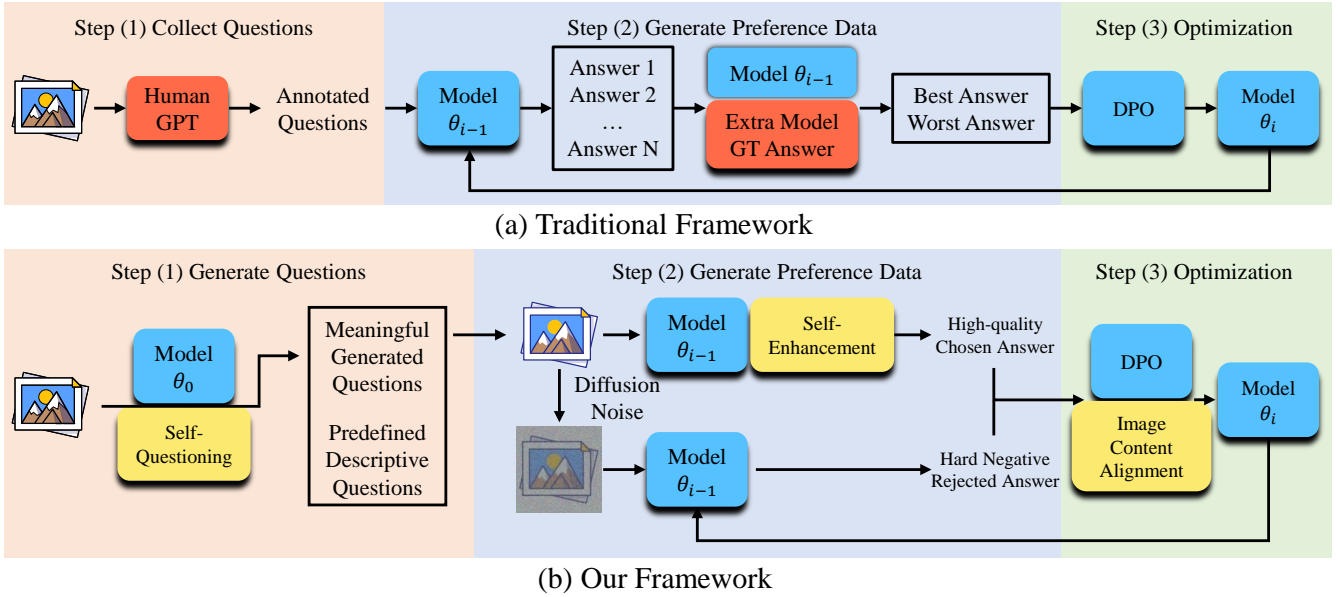 Step (1) Collect Questions
Step (2) Generate Preference Data
Step (3) Optimization
Human
GPT
Annotated
Questions
Model
θ_{i−1}
Answer 1
Answer 2
…
Answer N
Model θ_{i−1}
Extra Model
GT Answer
Best Answer
Worst Answer
DPO
Model
θ_i
(a) Traditional Framework
Step (1) Generate Questions
Step (2) Generate Preference Data
Step (3) Optimization
Model
θ_0
Self-
Questioning
Meaningful
Generated
Questions
Predefined
Descriptive
Questions
Diffusion
Noise
Model
θ_{i−1}
Self-
Enhancement
High-quality
Chosen Answer
Model
θ_{i−1}
Hard Negative
Rejected Answer
DPO
Image
Content
Alignment
Model
θ_i
(b) Our Framework